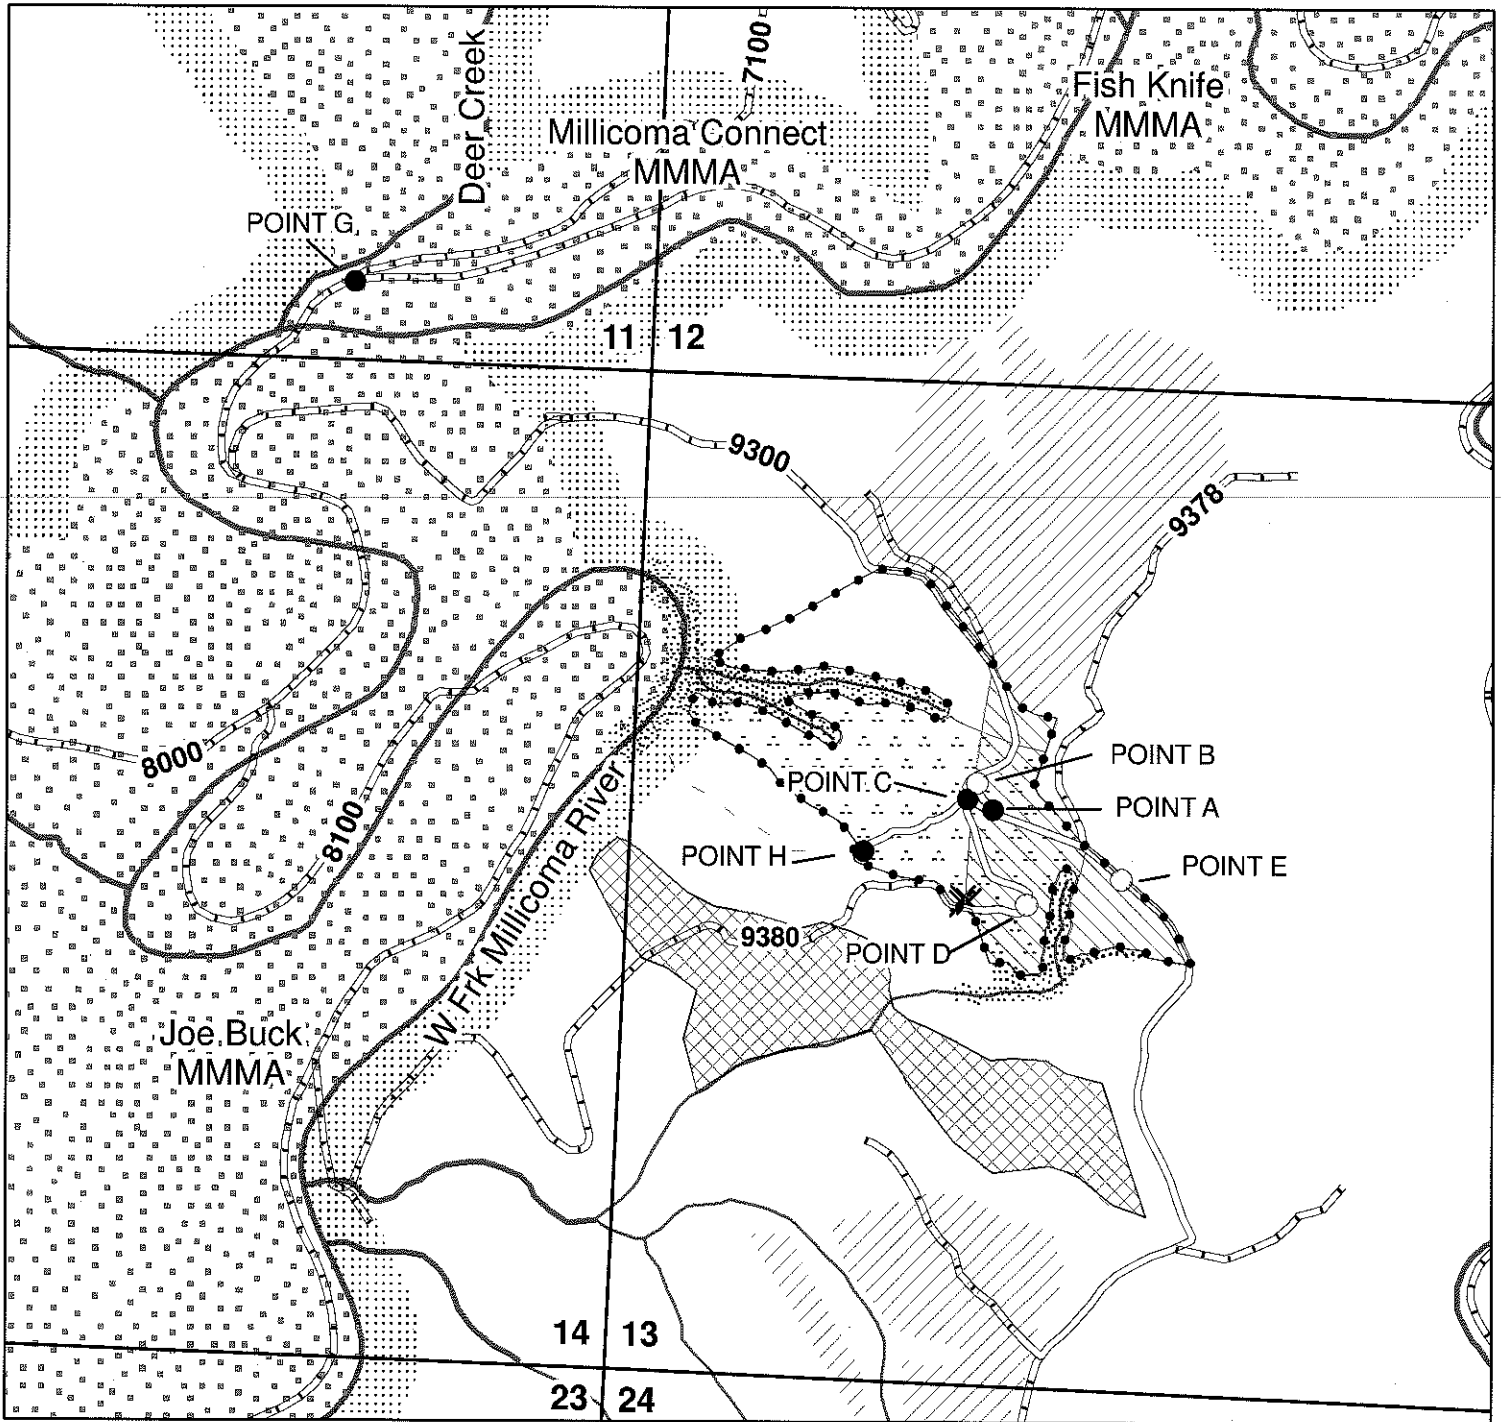 Deer Creek
7100
Fish Knife
MMMA
Millicoma Connect
MMMA
POINT G
11 12
9300
9378
8000
8100
POINT B
POINT C
POINT A
POINT H
POINT E
9380
POINT D
W Frk Millicoma River
Joe Buck
MMMA
14 13
23 24